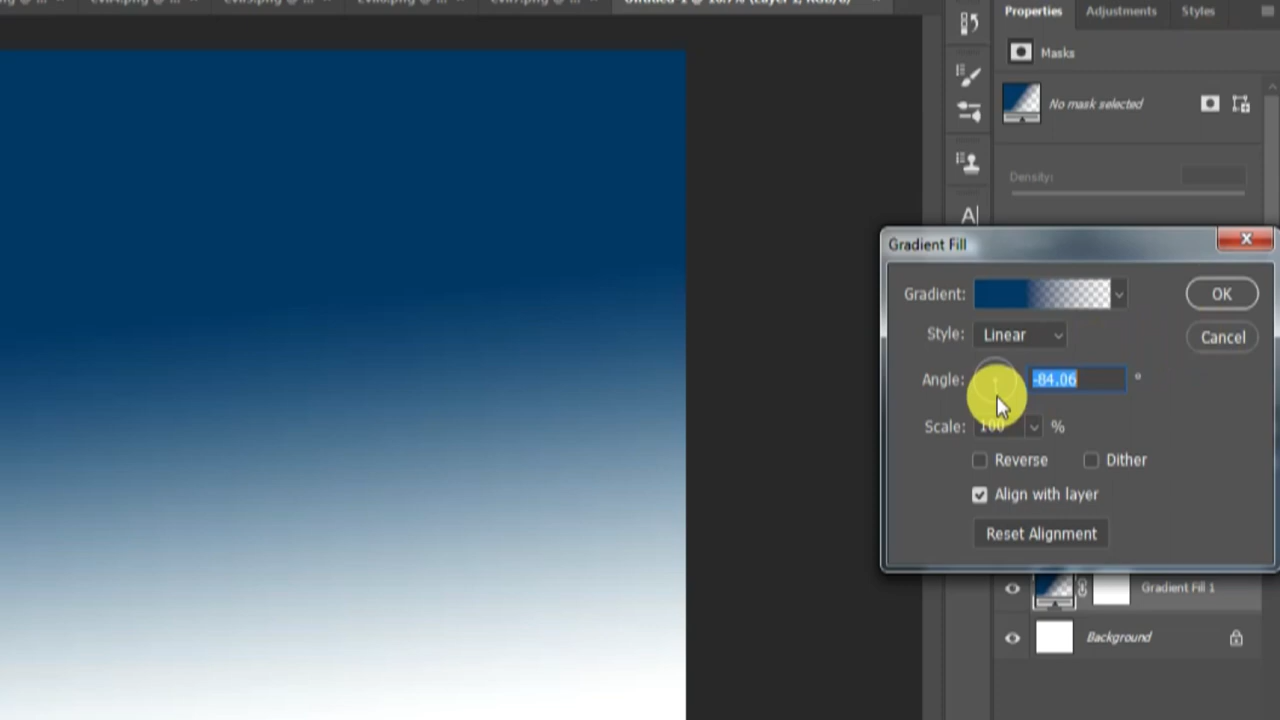 Properties Adjustments Styles
Masks
No mask selected
Density:
A|
Gradient Fill
Gradient: OK
Style: Linear Cancel
Angle: -84.06 °
Scale: 100 %
Reverse Dither
Align with layer
Reset Alignment
Gradient Fill 1
Background